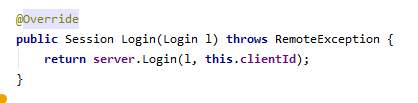 @Override
public Session Login(Login l) throws RemoteException {
    return server.Login(l, this.clientId);
}